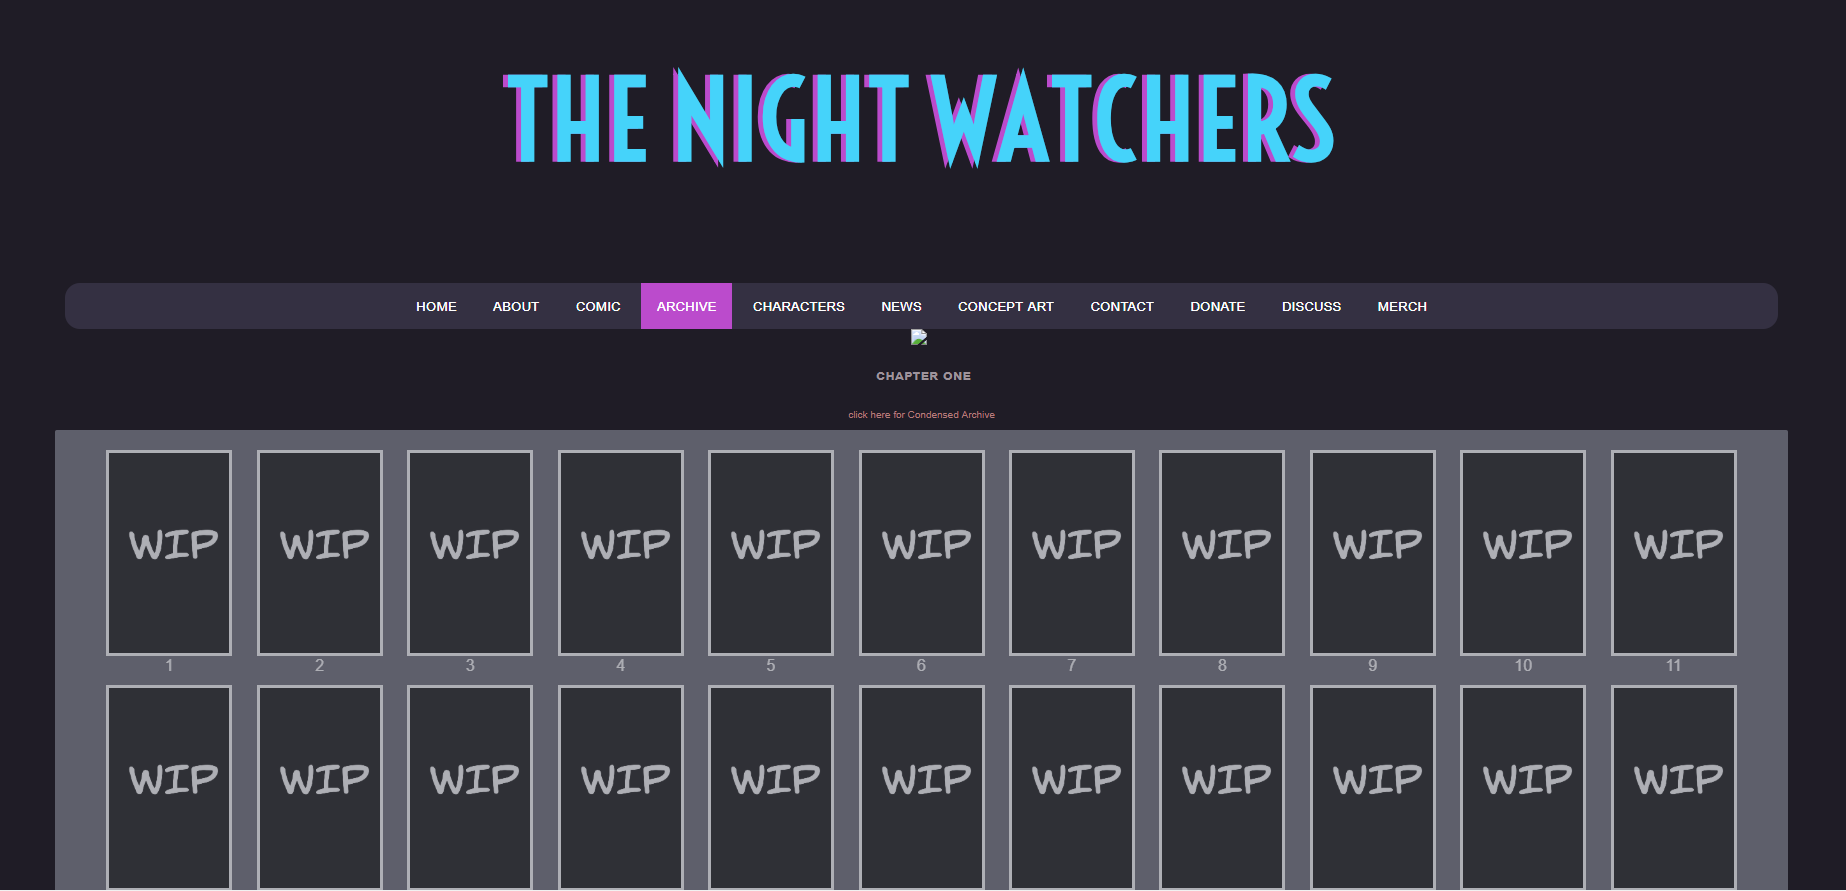 THE NIGHT WATCHERS
HOME ABOUT COMIC ARCHIVE CHARACTERS NEWS CONCEPT ART CONTACT DONATE DISCUSS MERCH
CHAPTER ONE
click here for Condensed Archive
WIP WIP WIP WIP WIP WIP WIP WIP WIP WIP WIP
1 2 3 4 5 6 7 8 9 10 11
WIP WIP WIP WIP WIP WIP WIP WIP WIP WIP WIP